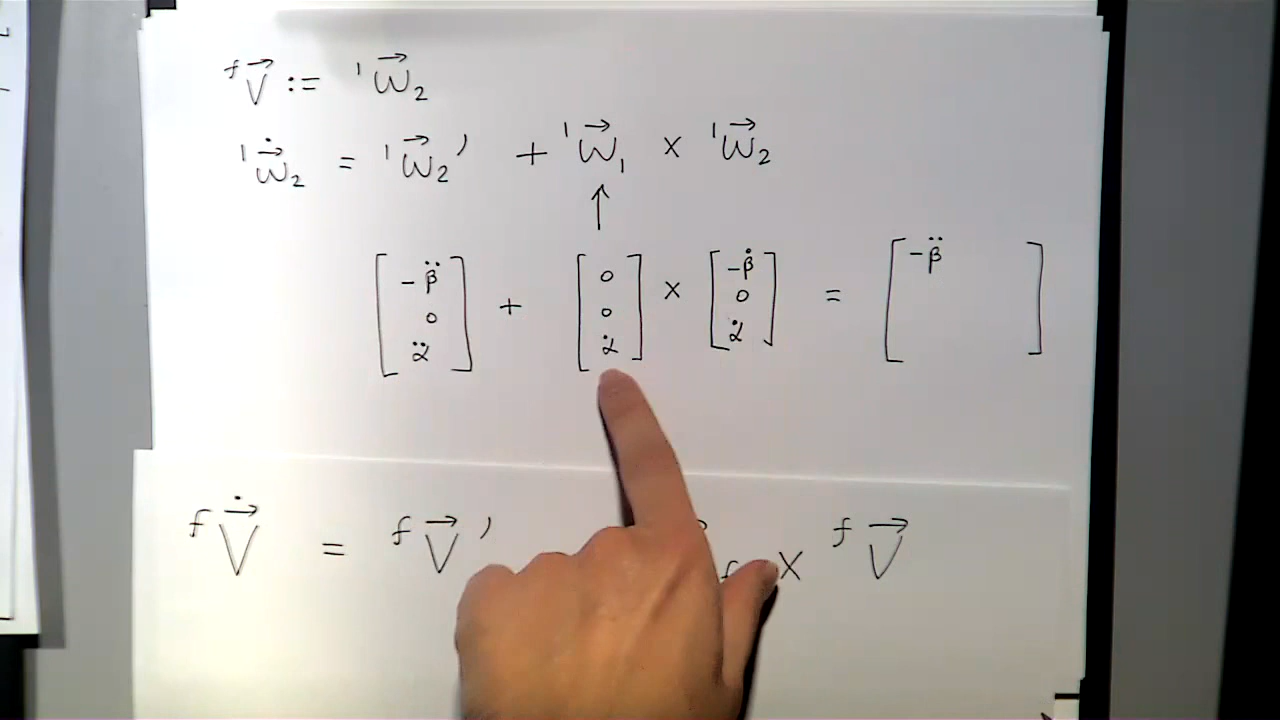 ᶠV⃗ := ¹ω⃗₂
¹ω⃗̇₂ = ¹ω⃗₂′ + ¹ω⃗₁ × ¹ω⃗₂
↑
[-β̈ 0 α̈] + [0 0 α̇] × [-β̇ 0 α̇] = [-β̈ ]
ᶠV⃗̇ = ᶠV⃗′ f × ᶠV⃗